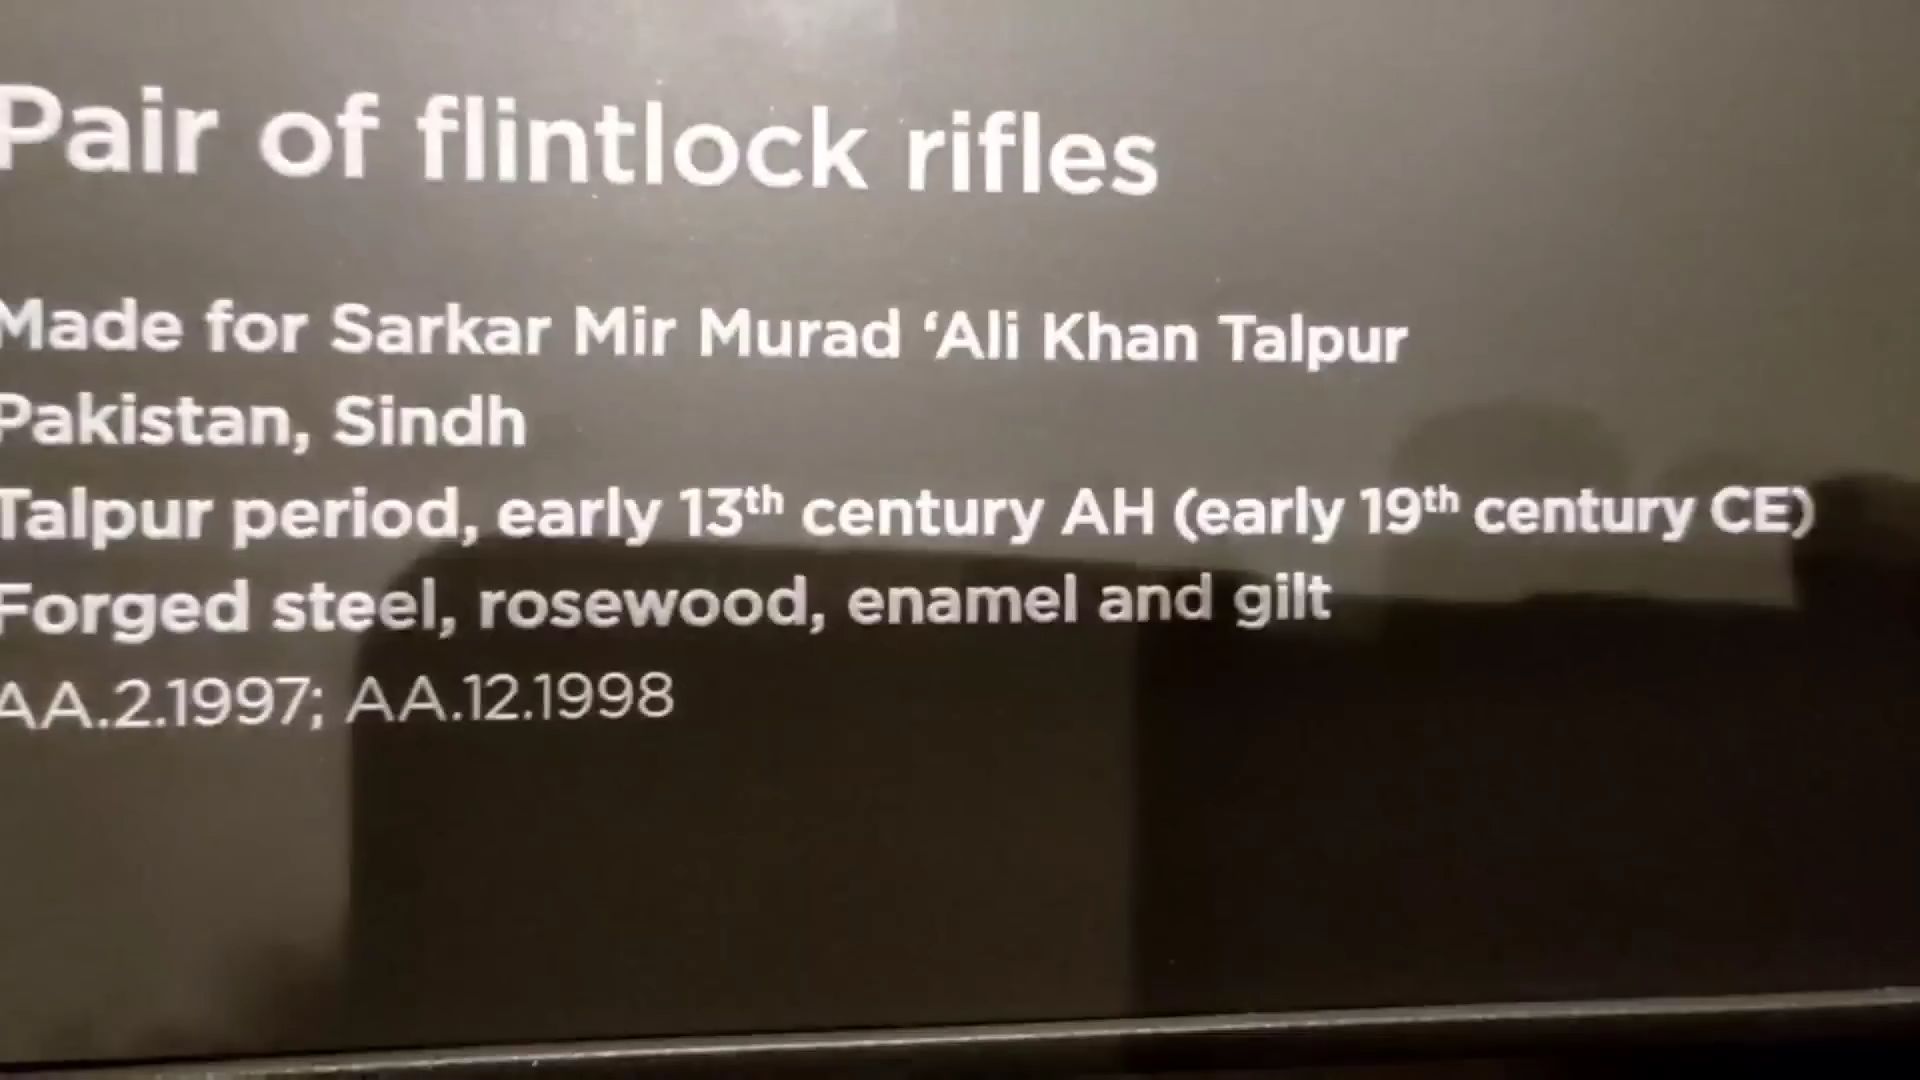 Pair of flintlock rifles
Made for Sarkar Mir Murad ‘Ali Khan Talpur
Pakistan, Sindh
Talpur period, early 13th century AH (early 19th century CE)
Forged steel, rosewood, enamel and gilt
AA.2.1997; AA.12.1998